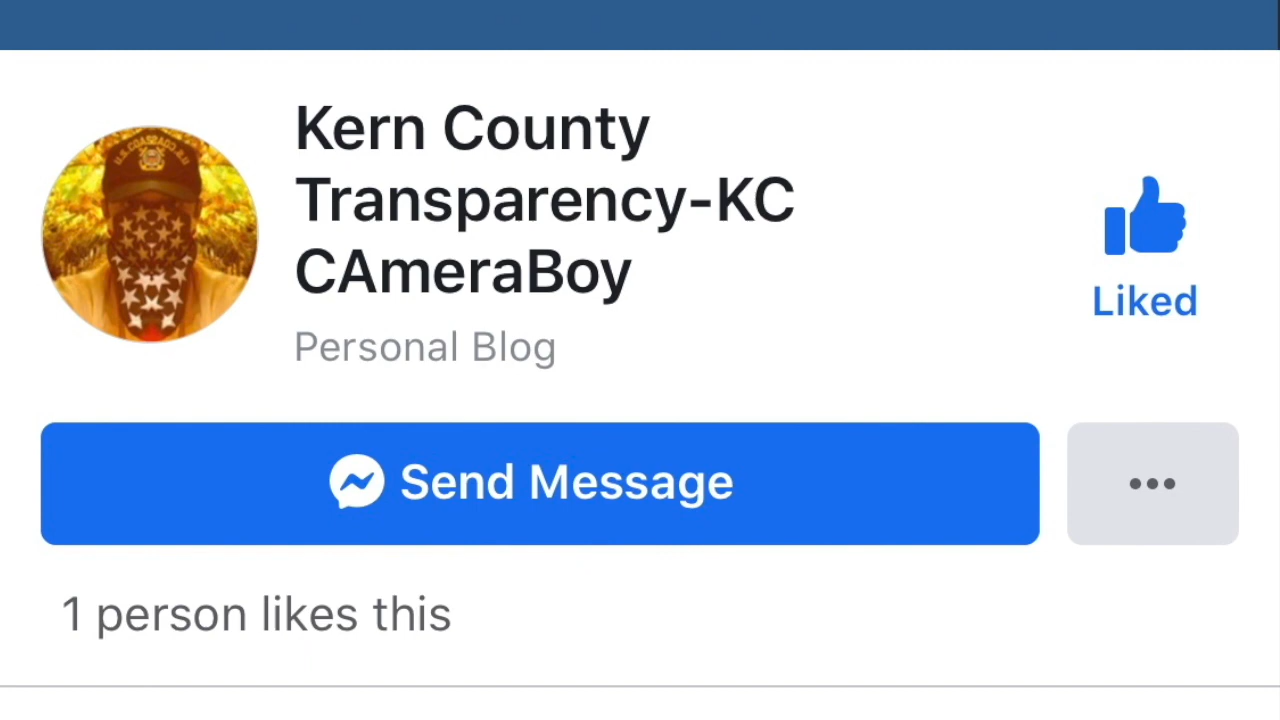 Kern County
Transparency-KC
CAmeraBoy
Personal Blog
Liked
Send Message
1 person likes this